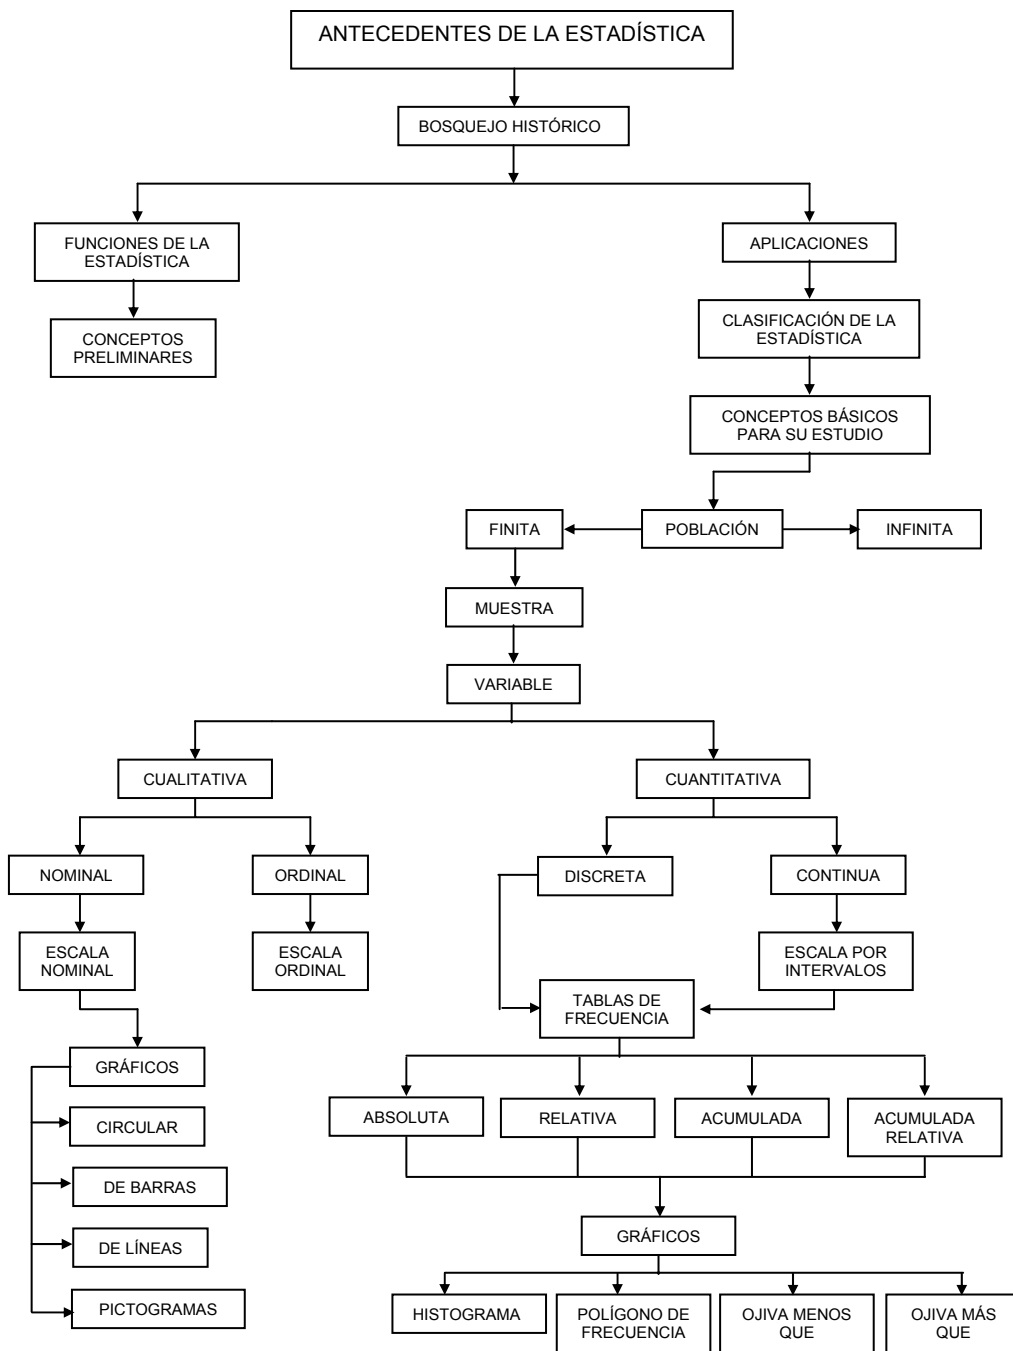 ANTECEDENTES DE LA ESTADÍSTICA
BOSQUEJO HISTÓRICO
FUNCIONES DE LA
ESTADÍSTICA
APLICACIONES
CONCEPTOS
PRELIMINARES
CLASIFICACIÓN DE LA
ESTADÍSTICA
CONCEPTOS BÁSICOS
PARA SU ESTUDIO
FINITA
POBLACIÓN
INFINITA
MUESTRA
VARIABLE
CUALITATIVA
CUANTITATIVA
NOMINAL
ORDINAL
DISCRETA
CONTINUA
ESCALA
NOMINAL
ESCALA
ORDINAL
ESCALA POR
INTERVALOS
TABLAS DE
FRECUENCIA
GRÁFICOS
CIRCULAR
DE BARRAS
DE LÍNEAS
PICTOGRAMAS
ABSOLUTA
RELATIVA
ACUMULADA
ACUMULADA
RELATIVA
GRÁFICOS
HISTOGRAMA
POLÍGONO DE
FRECUENCIA
OJIVA MENOS
QUE
OJIVA MÁS
QUE